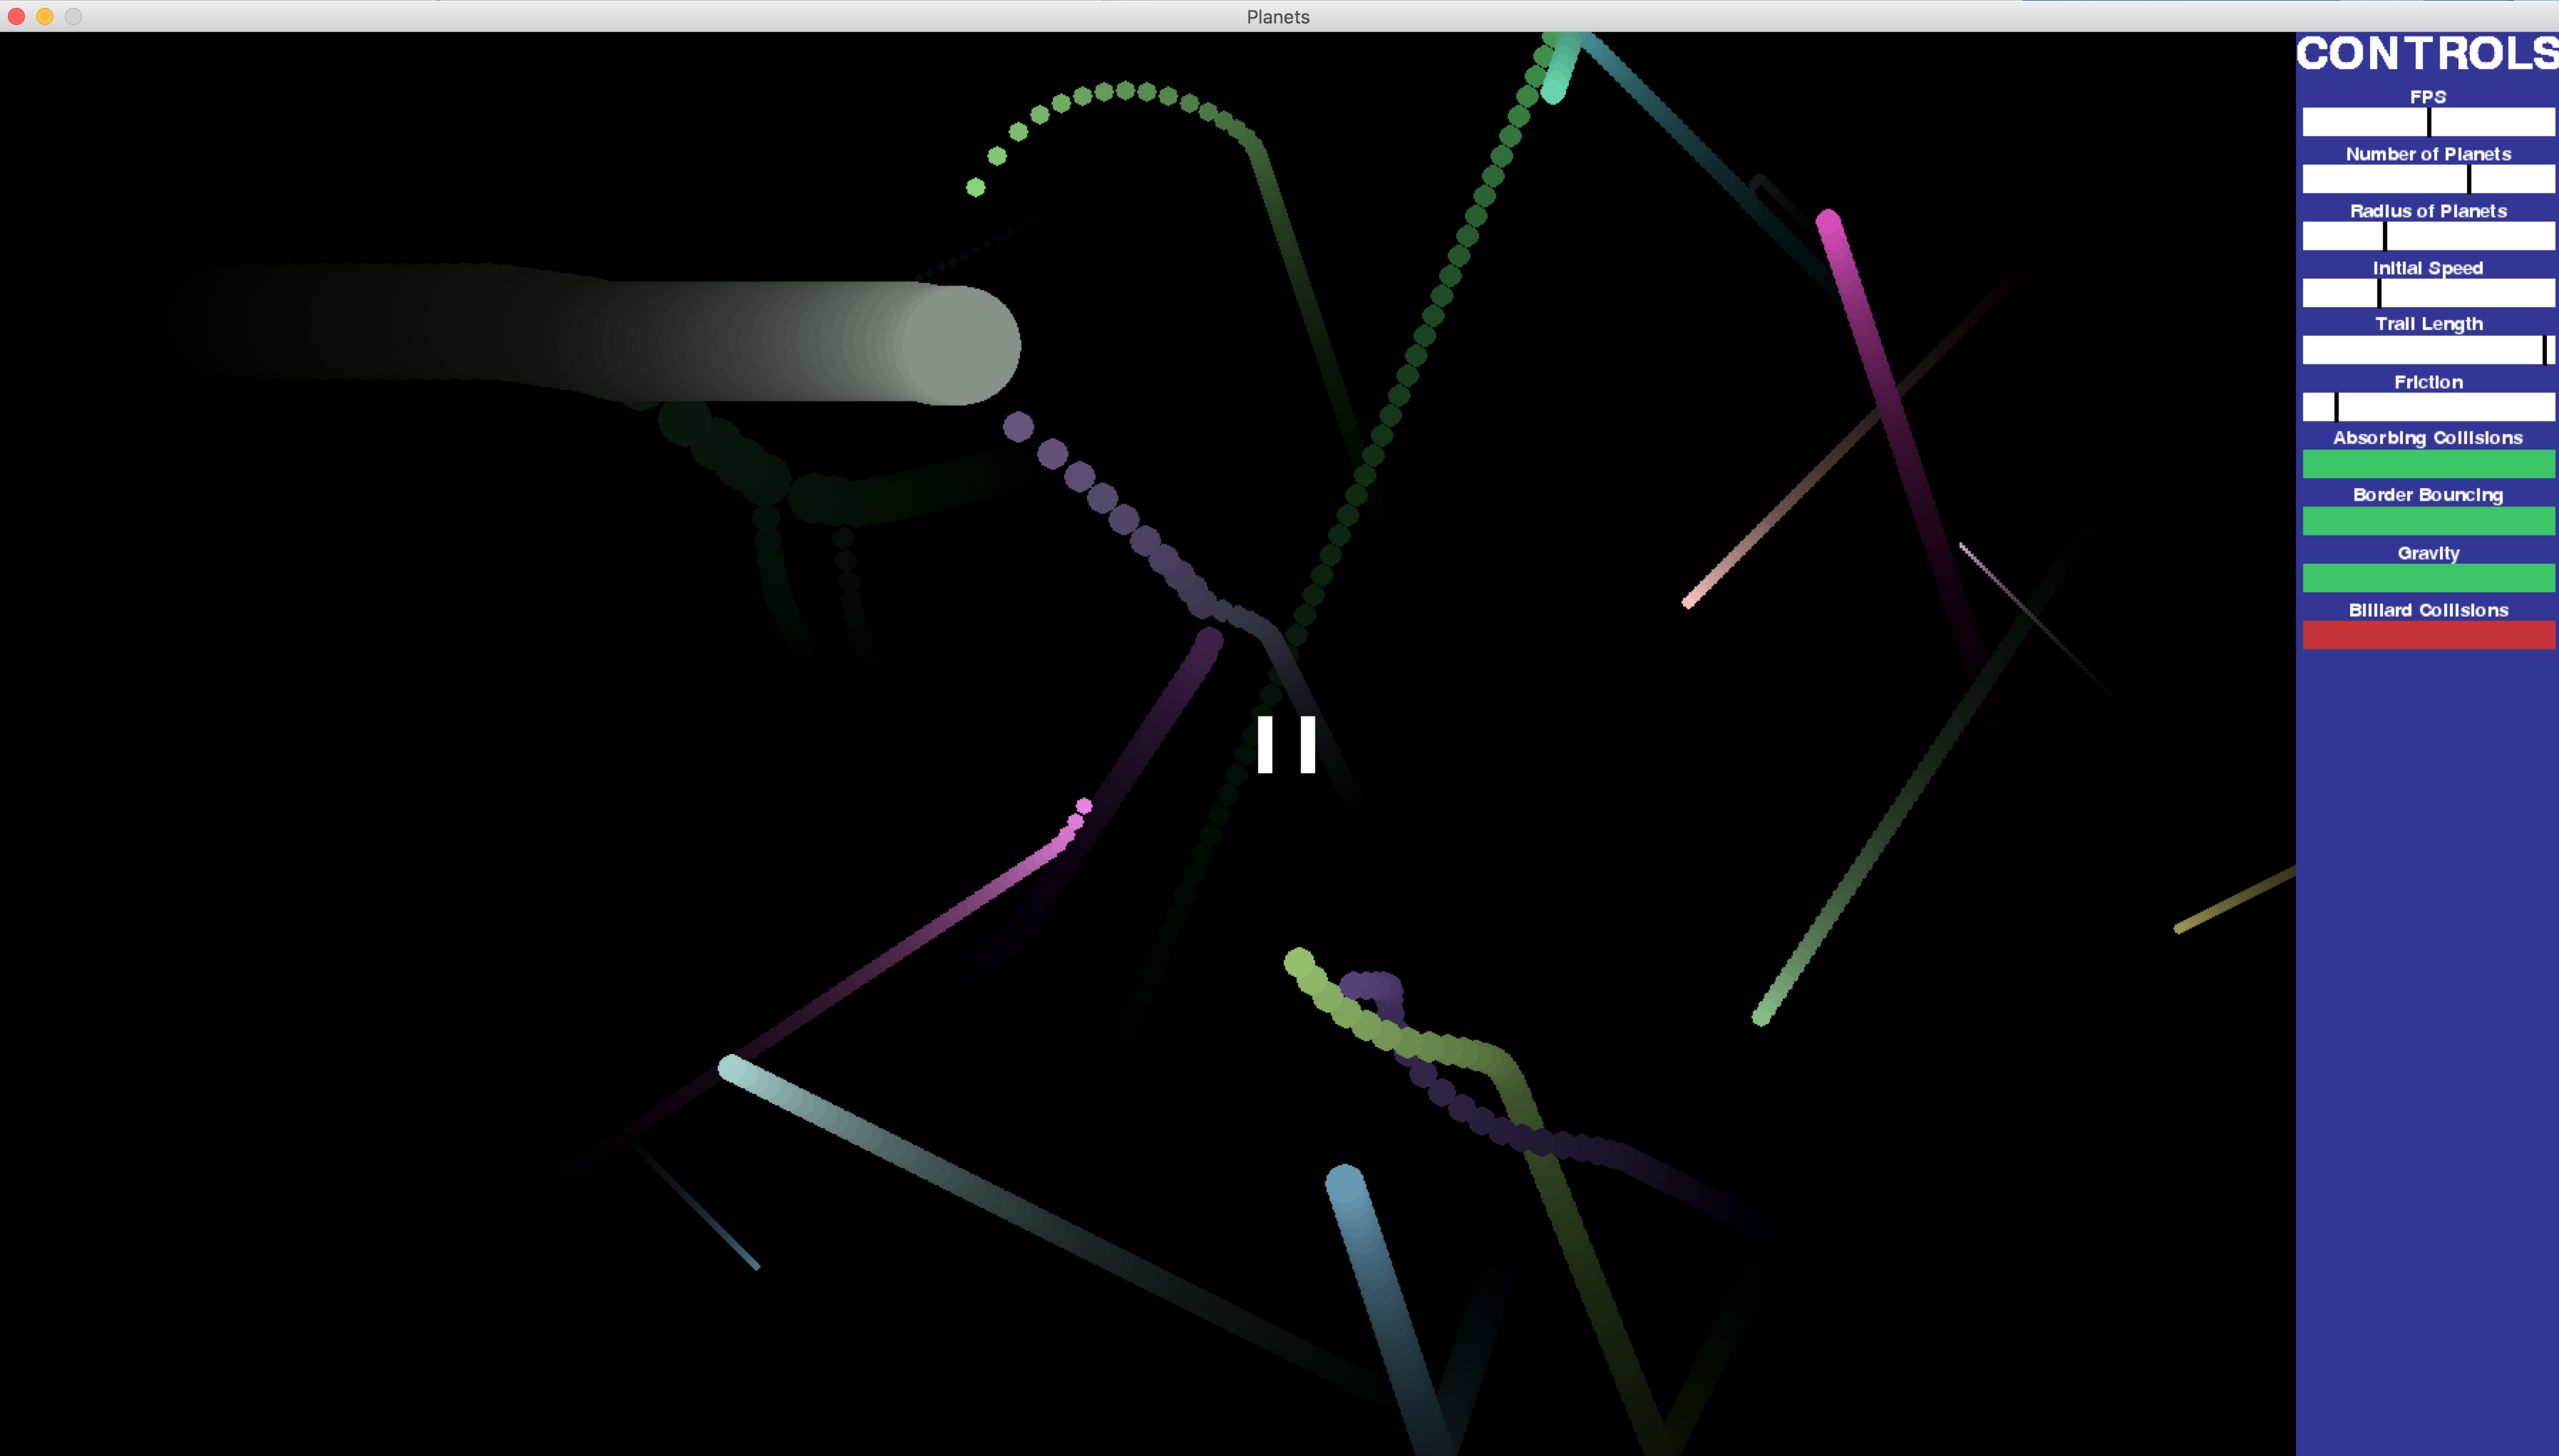 Planets
CONTROLS
FPS
Number of Planets
Radius of Planets
Initial Speed
Trail Length
Friction
Absorbing Collisions
Border Bouncing
Gravity
Billiard Collisions